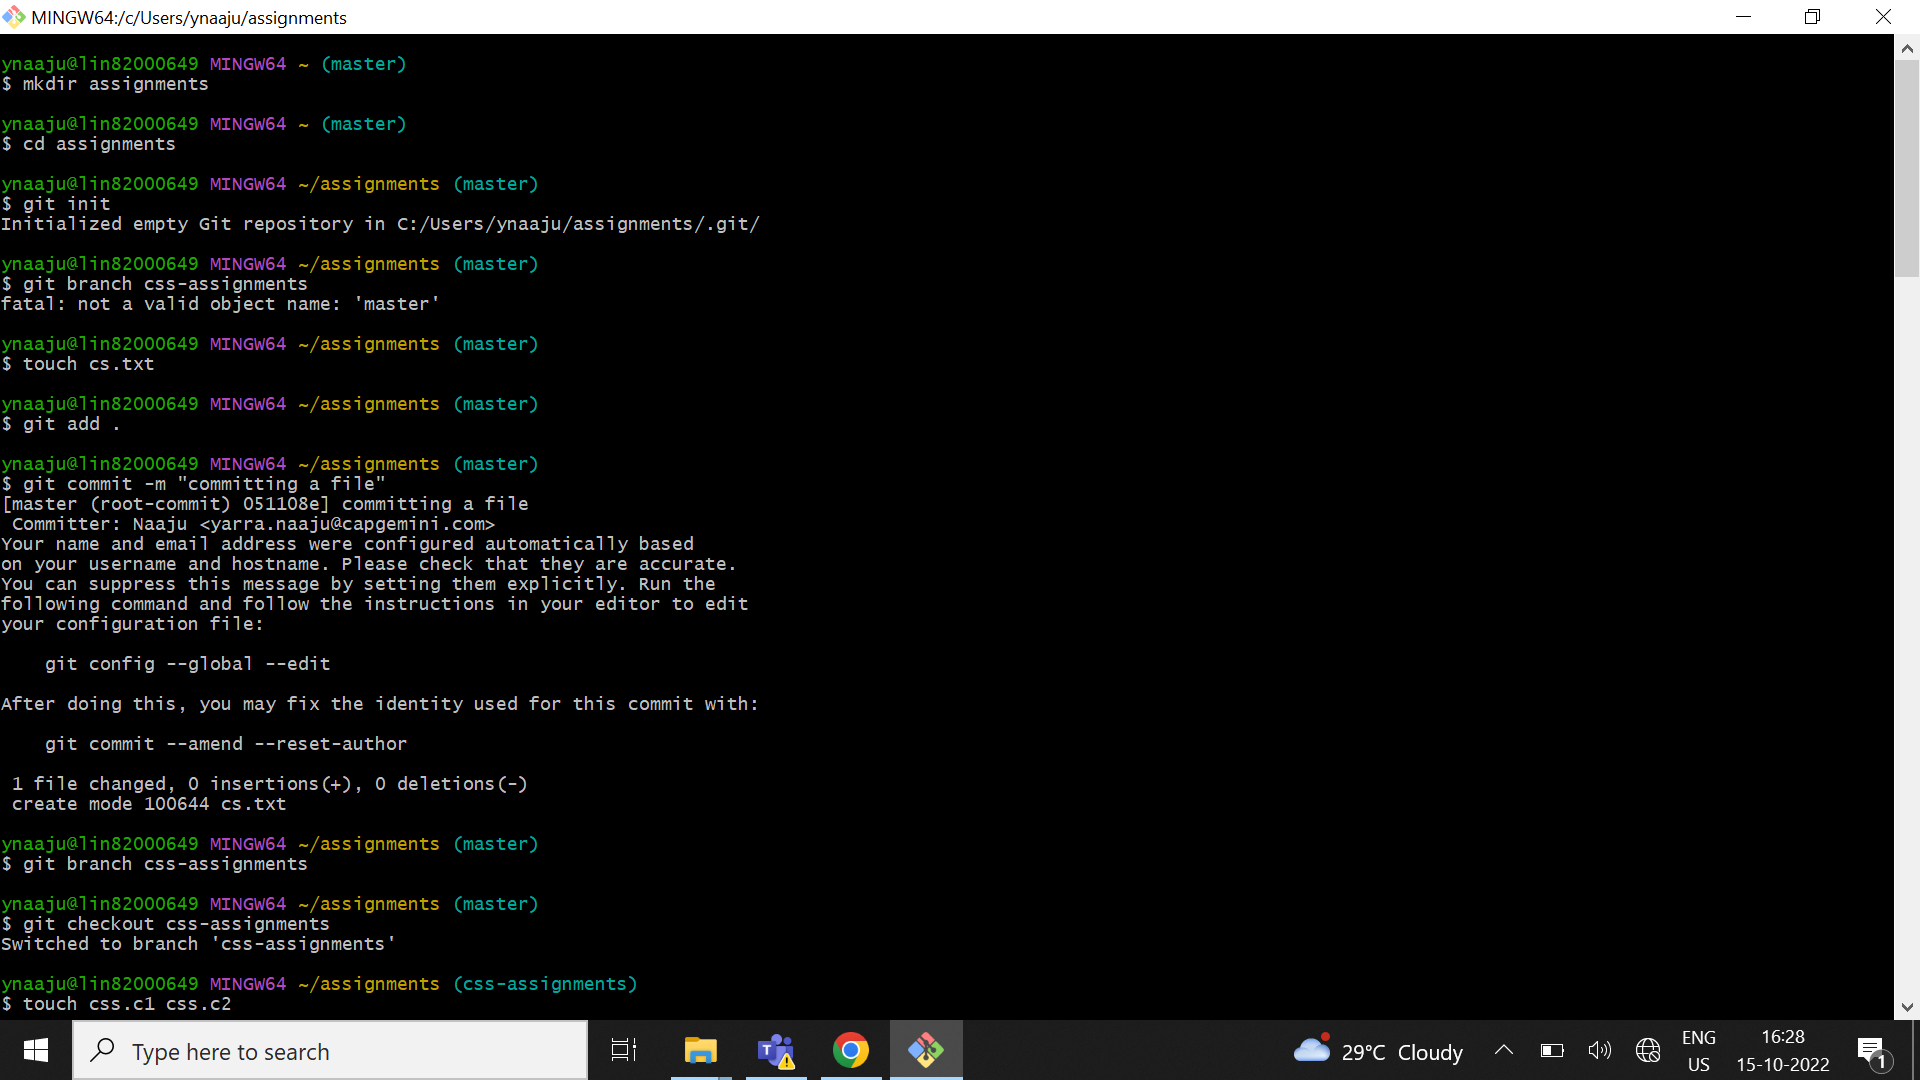 MINGW64:/c/Users/ynaaju/assignments
ynaaju@lin82000649 MINGW64 ~ (master)
$ mkdir assignments
ynaaju@lin82000649 MINGW64 ~ (master)
$ cd assignments
ynaaju@lin82000649 MINGW64 ~/assignments (master)
$ git init
Initialized empty Git repository in C:/Users/ynaaju/assignments/.git/
ynaaju@lin82000649 MINGW64 ~/assignments (master)
$ git branch css-assignments
fatal: not a valid object name: 'master'
ynaaju@lin82000649 MINGW64 ~/assignments (master)
$ touch cs.txt
ynaaju@lin82000649 MINGW64 ~/assignments (master)
$ git add .
ynaaju@lin82000649 MINGW64 ~/assignments (master)
$ git commit -m "committing a file"
[master (root-commit) 051108e] committing a file
 Committer: Naaju <yarra.naaju@capgemini.com>
Your name and email address were configured automatically based
on your username and hostname. Please check that they are accurate.
You can suppress this message by setting them explicitly. Run the
following command and follow the instructions in your editor to edit
your configuration file:
    git config --global --edit
After doing this, you may fix the identity used for this commit with:
    git commit --amend --reset-author
 1 file changed, 0 insertions(+), 0 deletions(-)
 create mode 100644 cs.txt
ynaaju@lin82000649 MINGW64 ~/assignments (master)
$ git branch css-assignments
ynaaju@lin82000649 MINGW64 ~/assignments (master)
$ git checkout css-assignments
Switched to branch 'css-assignments'
ynaaju@lin82000649 MINGW64 ~/assignments (css-assignments)
$ touch css.c1 css.c2
Type here to search
29°C Cloudy
ENG
US
16:28
15-10-2022
1